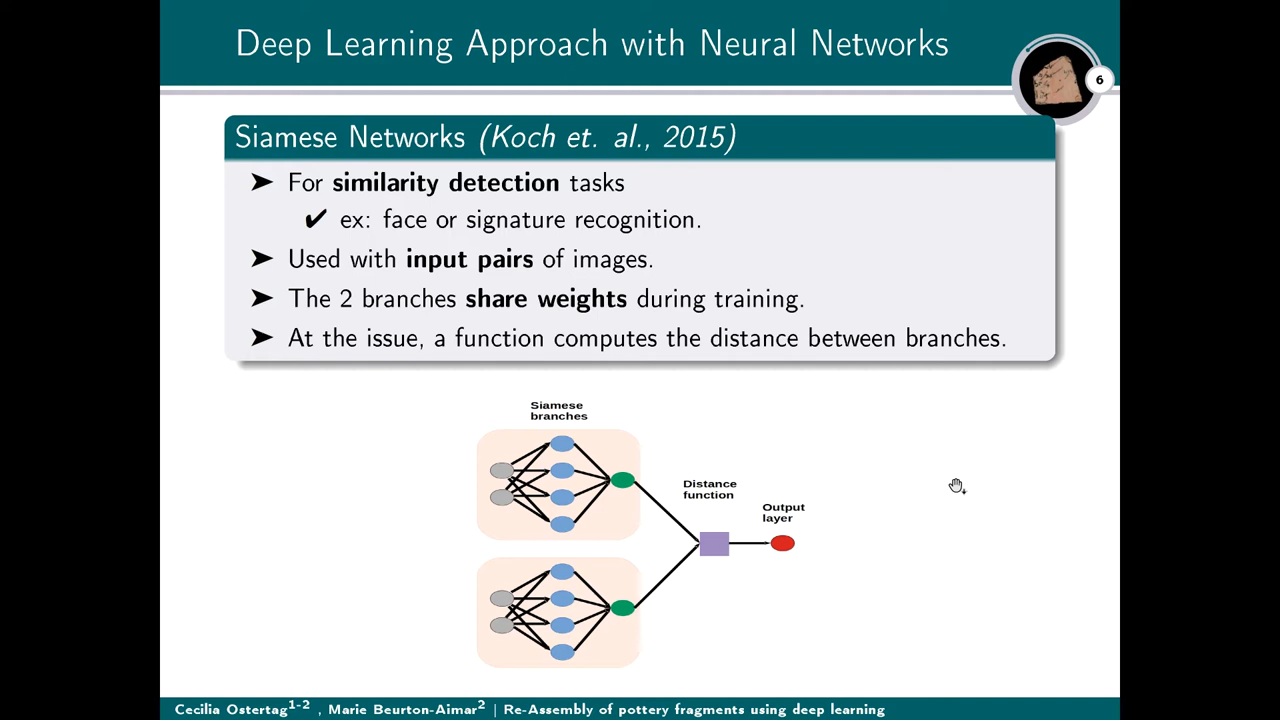 Deep Learning Approach with Neural Networks
6
Siamese Networks (Koch et. al., 2015)
➤ For similarity detection tasks
✔ ex: face or signature recognition.
➤ Used with input pairs of images.
➤ The 2 branches share weights during training.
➤ At the issue, a function computes the distance between branches.
Siamese
branches
Distance
function
Output
layer
Cecilia Ostertag1-2 , Marie Beurton-Aimar2 | Re-Assembly of pottery fragments using deep learning